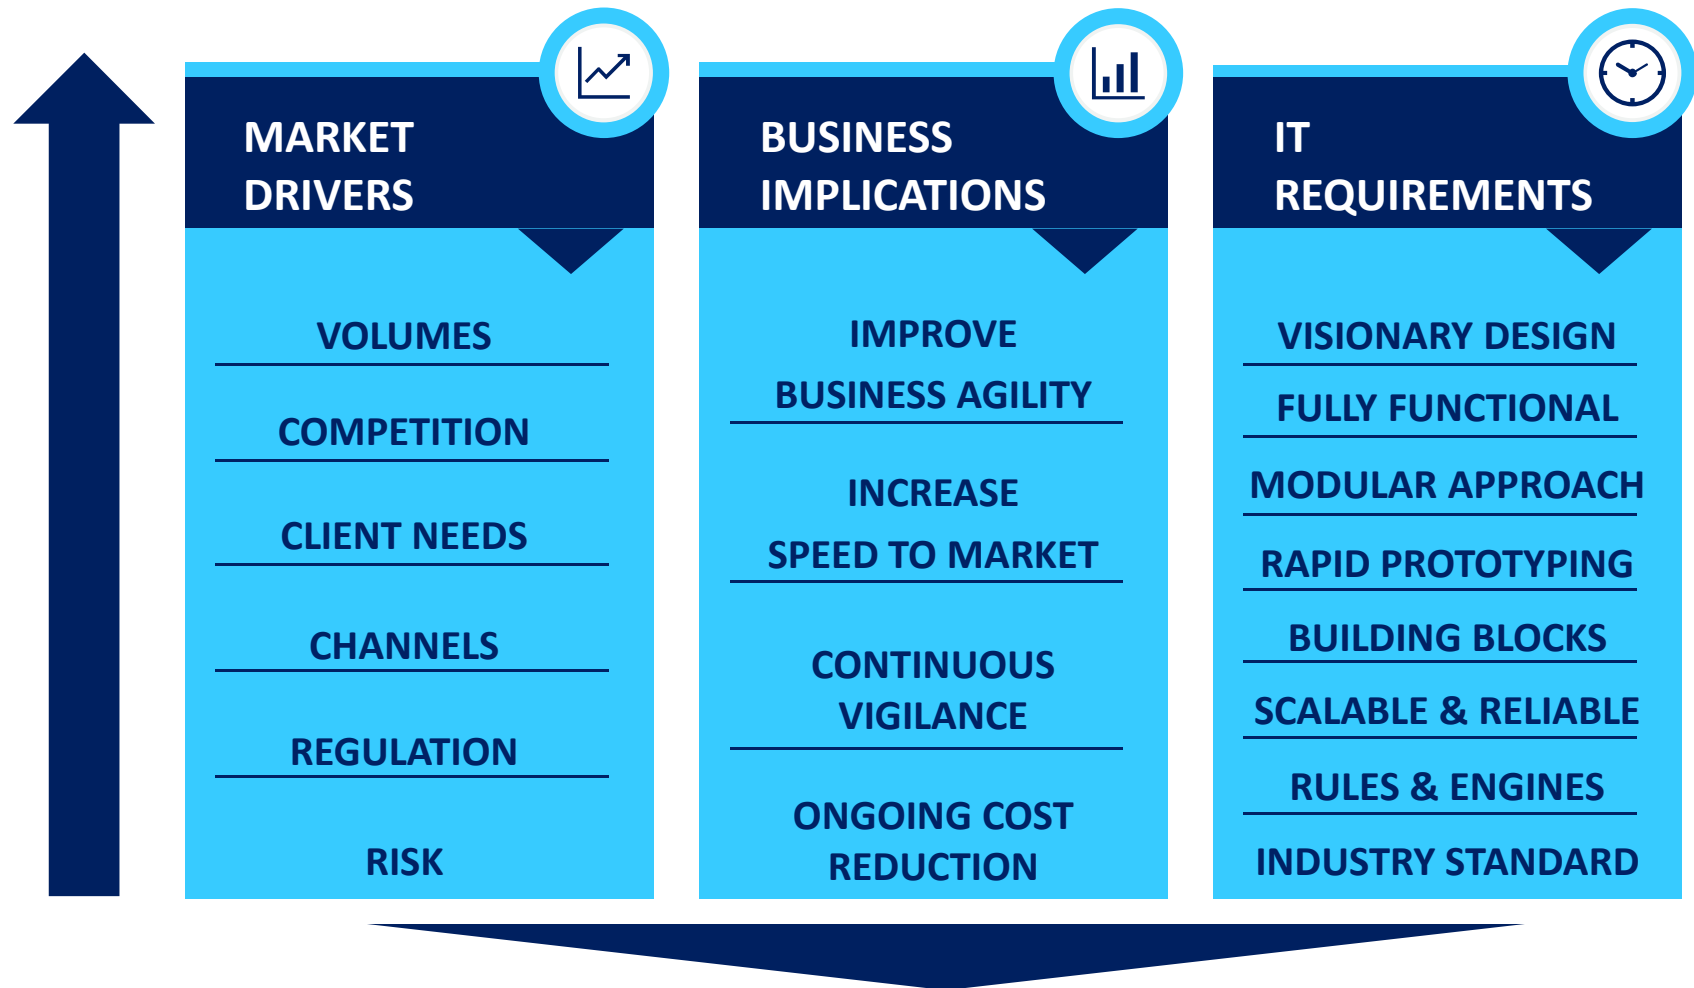 MARKET
DRIVERS
VOLUMES
COMPETITION
CLIENT NEEDS
CHANNELS
REGULATION
RISK
BUSINESS
IMPLICATIONS
IMPROVE
BUSINESS AGILITY
INCREASE
SPEED TO MARKET
CONTINUOUS
VIGILANCE
ONGOING COST
REDUCTION
IT
REQUIREMENTS
VISIONARY DESIGN
FULLY FUNCTIONAL
MODULAR APPROACH
RAPID PROTOTYPING
BUILDING BLOCKS
SCALABLE & RELIABLE
RULES & ENGINES
INDUSTRY STANDARD